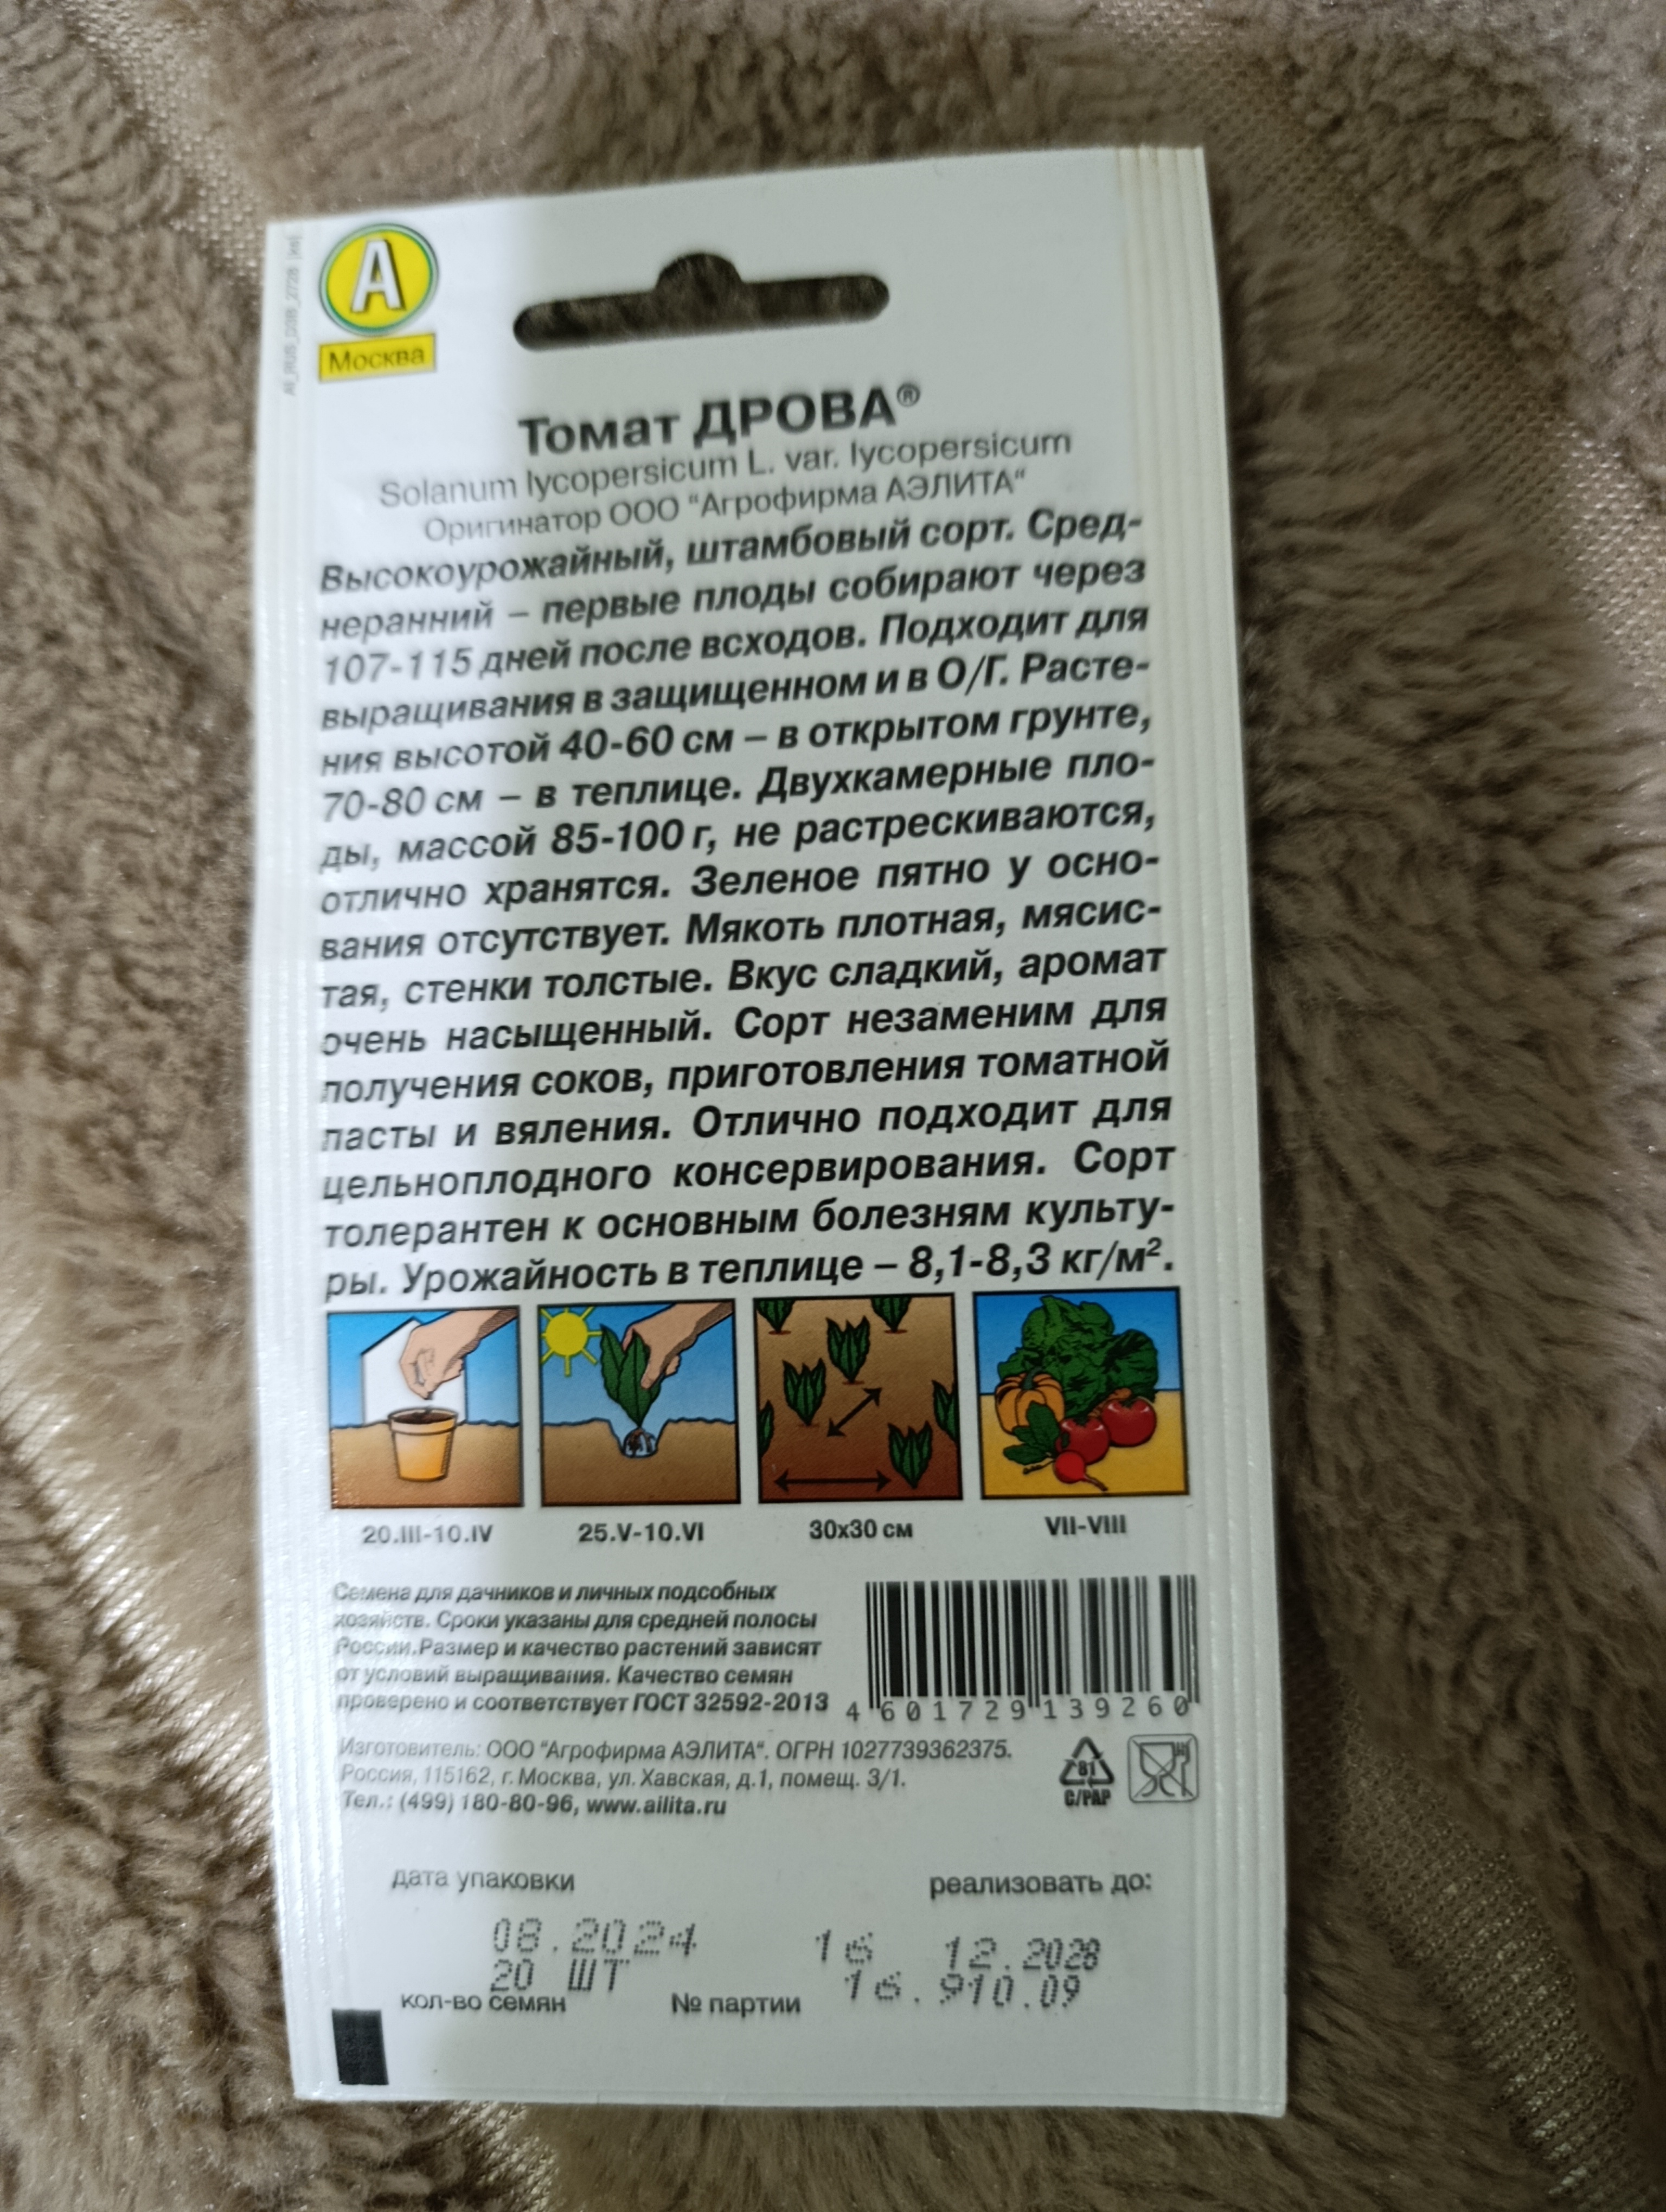 А
Москва
Томат ДРОВА®
Solanum lycopersicum L. var. lycopersicum
Оригинатор ООО "Агрофирма АЭЛИТА"
Высокоурожайный, штамбовый сорт. Сред-
неранний – первые плоды собирают через
107-115 дней после всходов. Подходит для
выращивания в защищенном и в О/Г. Расте-
ния высотой 40-60 см – в открытом грунте,
70-80 см – в теплице. Двухкамерные пло-
ды, массой 85-100 г, не растрескиваются,
отлично хранятся. Зеленое пятно у осно-
вания отсутствует. Мякоть плотная, мясис-
тая, стенки толстые. Вкус сладкий, аромат
очень насыщенный. Сорт незаменим для
получения соков, приготовления томатной
пасты и вяления. Отлично подходит для
цельноплодного консервирования. Сорт
толерантен к основным болезням культу-
ры. Урожайность в теплице – 8,1-8,3 кг/м².
20.III-10.IV 25.V-10.VI 30х30 см VII-VIII
Семена для дачников и личных подсобных
хозяйств. Сроки указаны для средней полосы
России.Размер и качество растений зависят
от условий выращивания. Качество семян
проверено и соответствует ГОСТ 32592-2013
4 601729 139260
Изготовитель: ООО "Агрофирма АЭЛИТА". ОГРН 1027739362375.
Россия, 115162, г. Москва, ул. Хавская, д.1, помещ. 3/1.
Тел.: (499) 180-80-96, www.ailita.ru
81
C/PAP
дата упаковки реализовать до:
08.2024 16 12.2028
20 ШТ 16.910.09
кол-во семян № партии